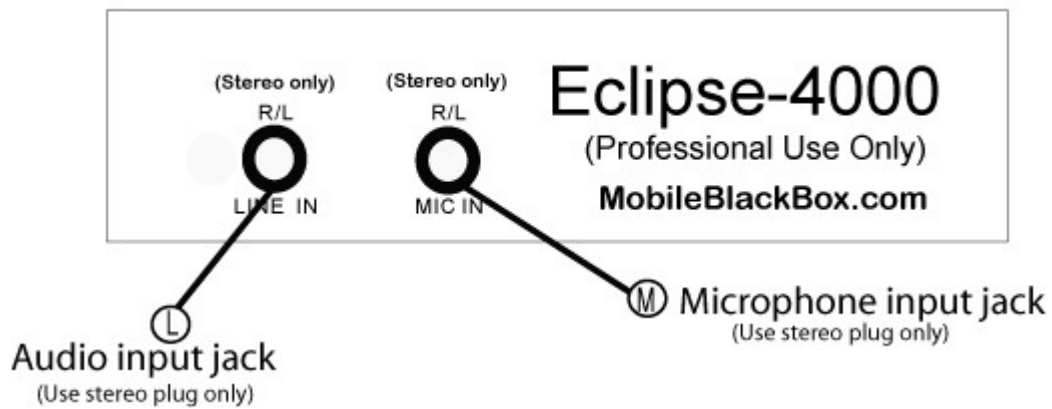 (Stereo only)
R/L
LINE IN
(Stereo only)
R/L
MIC IN
Eclipse-4000
(Professional Use Only)
MobileBlackBox.com
L
Audio input jack
(Use stereo plug only)
M
Microphone input jack
(Use stereo plug only)